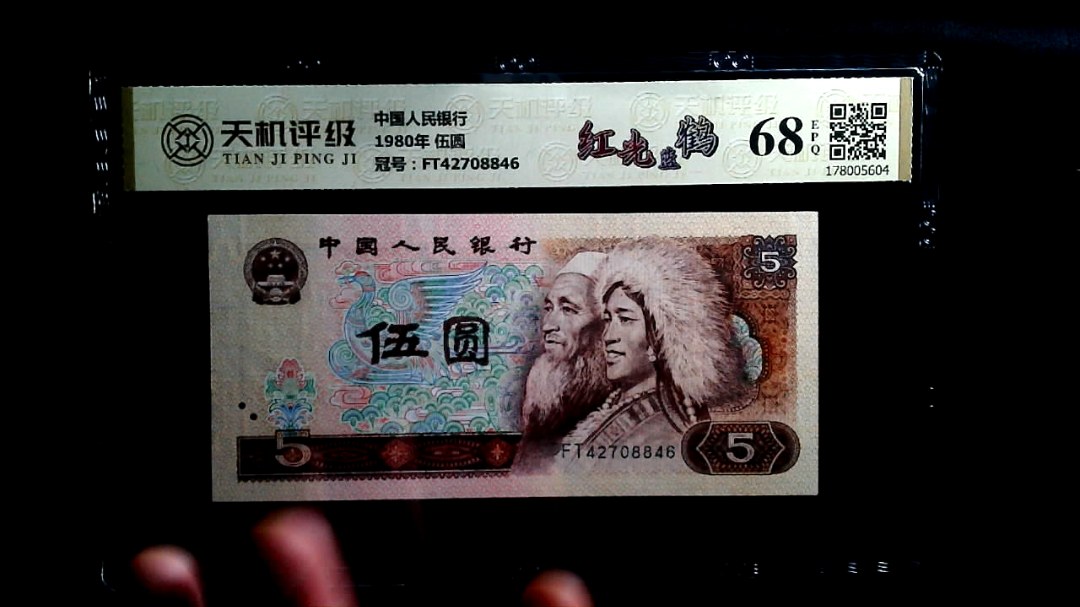 天机评级
TIAN JI PING JI
中国人民银行
1980年 伍圆
冠号：FT42708846
红光蓝鹤
68
EPQ
178005604
中国人民银行
5
伍圆
5
FT42708846
5